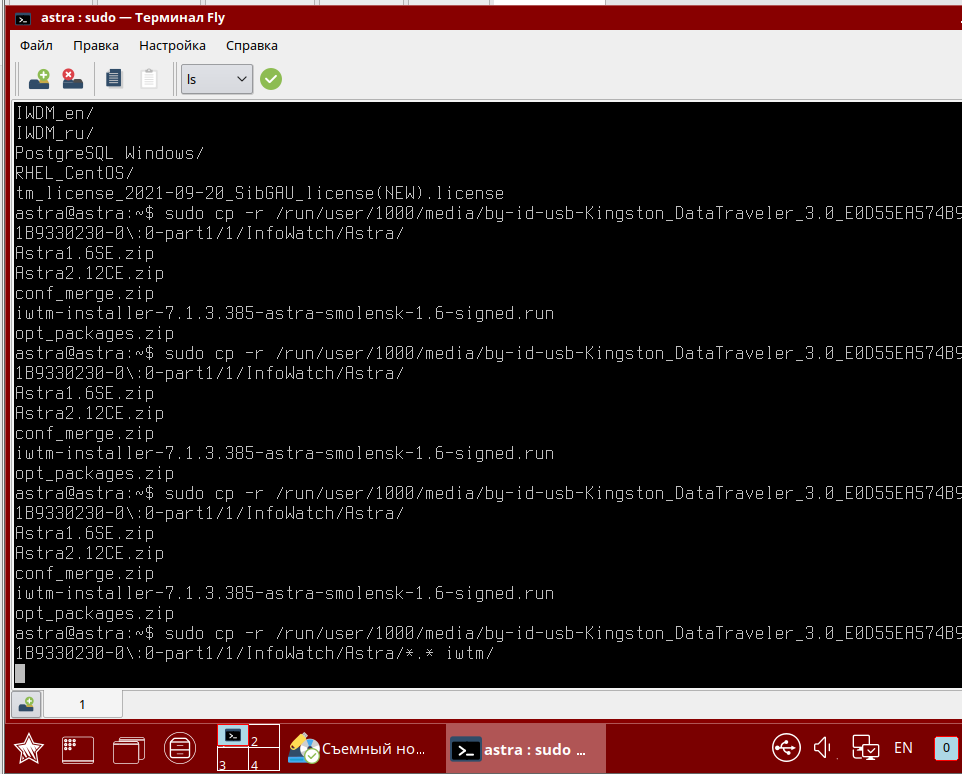 astra : sudo — Терминал Fly
Файл Правка Настройка Справка
ls
IWDM_en/
IWDM_ru/
PostgreSQL Windows/
RHEL_CentOS/
tm_license_2021-09-20_SibGAU_license(NEW).license
astra@astra:~$ sudo cp -r /run/user/1000/media/by-id-usb-Kingston_DataTraveler_3.0_E0D55EA574B9
1B9330230-0\:0-part1/1/InfoWatch/Astra/
Astra1.6SE.zip
Astra2.12CE.zip
conf_merge.zip
iwtm-installer-7.1.3.385-astra-smolensk-1.6-signed.run
opt_packages.zip
astra@astra:~$ sudo cp -r /run/user/1000/media/by-id-usb-Kingston_DataTraveler_3.0_E0D55EA574B9
1B9330230-0\:0-part1/1/InfoWatch/Astra/
Astra1.6SE.zip
Astra2.12CE.zip
conf_merge.zip
iwtm-installer-7.1.3.385-astra-smolensk-1.6-signed.run
opt_packages.zip
astra@astra:~$ sudo cp -r /run/user/1000/media/by-id-usb-Kingston_DataTraveler_3.0_E0D55EA574B9
1B9330230-0\:0-part1/1/InfoWatch/Astra/
Astra1.6SE.zip
Astra2.12CE.zip
conf_merge.zip
iwtm-installer-7.1.3.385-astra-smolensk-1.6-signed.run
opt_packages.zip
astra@astra:~$ sudo cp -r /run/user/1000/media/by-id-usb-Kingston_DataTraveler_3.0_E0D55EA574B9
1B9330230-0\:0-part1/1/InfoWatch/Astra/*.* iwtm/
1
2
3 4
Съемный но... astra : sudo ... EN 0